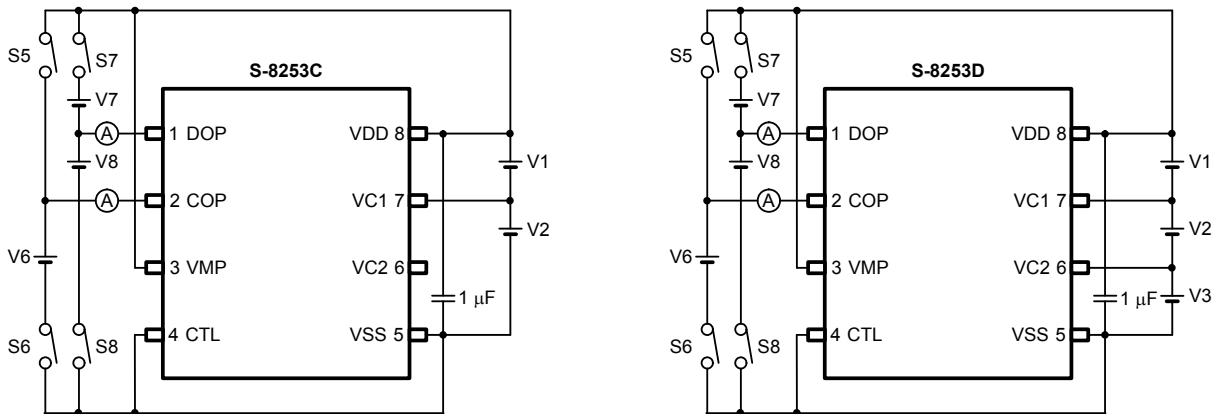 S-8253C
S5
S7
V7
A
1 DOP
VDD 8
V8
V1
A
2 COP
VC1 7
V2
V6
3 VMP
VC2 6
1 μF
S6
S8
4 CTL
VSS 5
S-8253D
S5
S7
V7
A
1 DOP
VDD 8
V8
V1
A
2 COP
VC1 7
V2
V6
3 VMP
VC2 6
1 μF
V3
S6
S8
4 CTL
VSS 5